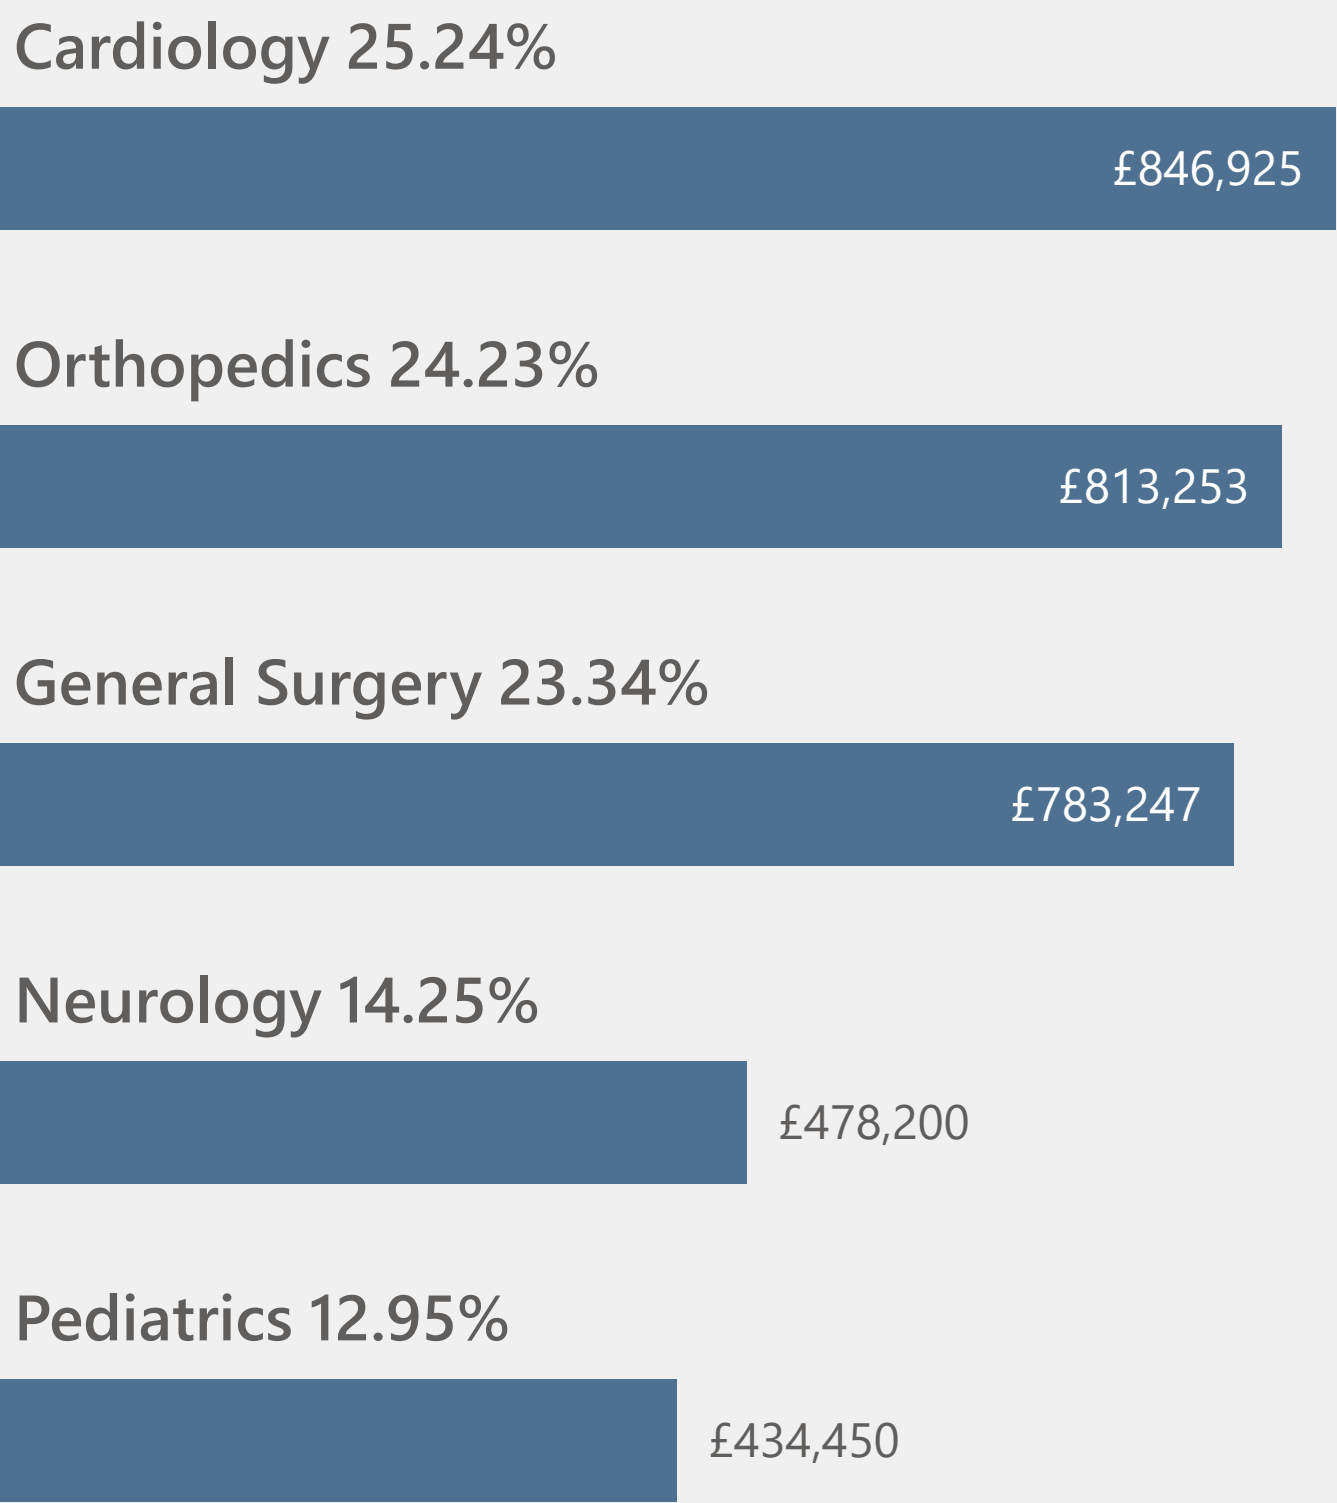 Cardiology 25.24%
£846,925
Orthopedics 24.23%
£813,253
General Surgery 23.34%
£783,247
Neurology 14.25%
£478,200
Pediatrics 12.95%
£434,450